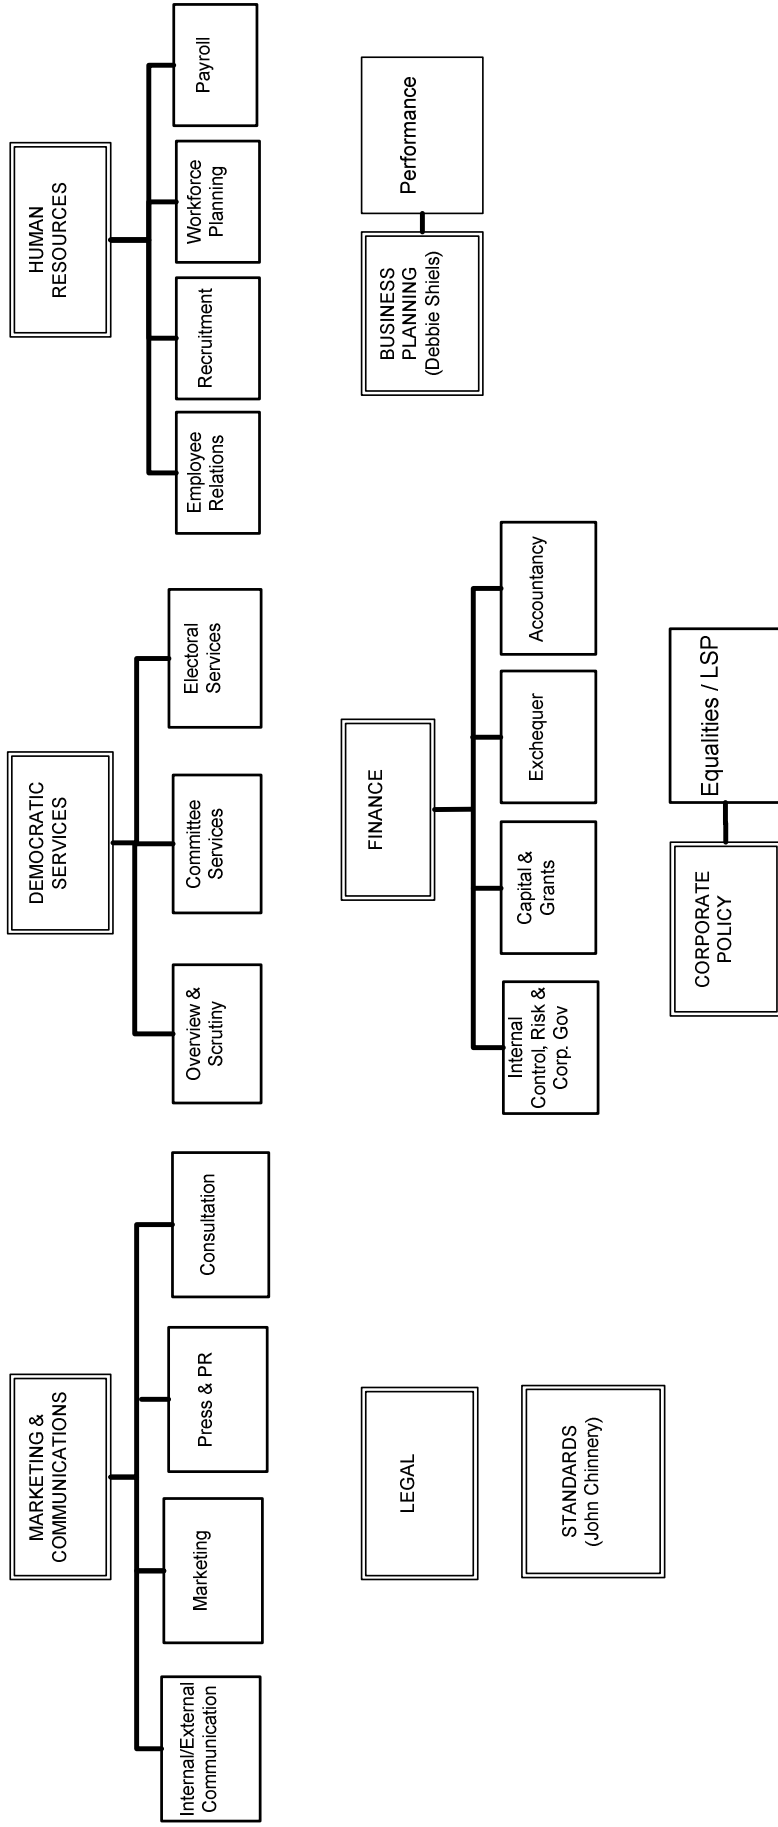 MARKETING &
COMMUNICATIONS
Internal/External
Communication
Marketing
Press & PR
Consultation
DEMOCRATIC
SERVICES
Overview &
Scrutiny
Committee
Services
Electoral
Services
HUMAN
RESOURCES
Employee
Relations
Recruitment
Workforce
Planning
Payroll
LEGAL
FINANCE
Internal
Control, Risk &
Corp. Gov
Capital &
Grants
Exchequer
Accountancy
BUSINESS
PLANNING
(Debbie Shiels)
Performance
STANDARDS
(John Chinnery)
CORPORATE
POLICY
Equalities / LSP